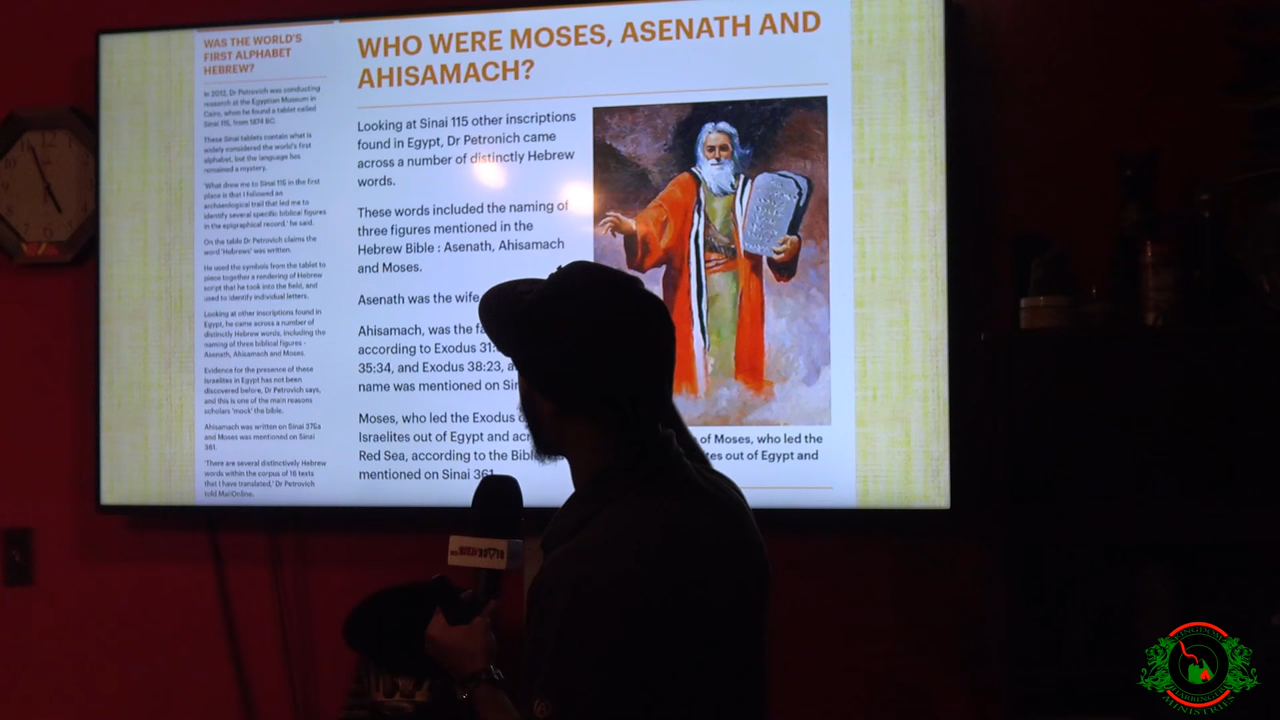 WAS THE WORLD'S
FIRST ALPHABET
HEBREW?
In 2012, Dr Petrovich was conducting
research at the Egyptian Museum in
Cairo, when he found a tablet called
Sinai 115, from 1874 BC.
These Sinai tablets contain what is
widely considered the world's first
alphabet, but the language has
remained a mystery.
'What drew me to Sinai 115 in the first
place is that I followed an
archaeological trail that led me to
identify several specific biblical figures
in the epigraphical record,' he said.
On the table Dr Petrovich claims the
word 'Hebrews' was written.
He used the symbols from the tablet to
piece together a rendering of Hebrew
script that he took into the field, and
used to identify individual letters.
Looking at other inscriptions found in
Egypt, he came across a number of
distinctly Hebrew words, including the
naming of three biblical figures -
Asenath, Ahisamach and Moses.
Evidence for the presence of these
Israelites in Egypt has not been
discovered before, Dr Petrovich says,
and this is one of the main reasons
scholars 'mock' the bible.
Ahisamach was written on Sinai 375a
and Moses was mentioned on Sinai
361.
'There are several distinctively Hebrew
words within the corpus of 16 texts
that I have translated,' Dr Petrovich
told MailOnline.
WHO WERE MOSES, ASENATH AND
AHISAMACH?
Looking at Sinai 115 other inscriptions
found in Egypt, Dr Petronich came
across a number of distinctly Hebrew
words.
These words included the naming of
three figures mentioned in the
Hebrew Bible : Asenath, Ahisamach
and Moses.
Asenath was the wife
Ahisamach, was the fa
according to Exodus 31:
35:34, and Exodus 38:23, a
name was mentioned on Sin
Moses, who led the Exodus o
Israelites out of Egypt and acr
Red Sea, according to the Bible
mentioned on Sinai 361.
of Moses, who led the
tes out of Egypt and
KINGDOM
HARBINGER
MINISTRIES